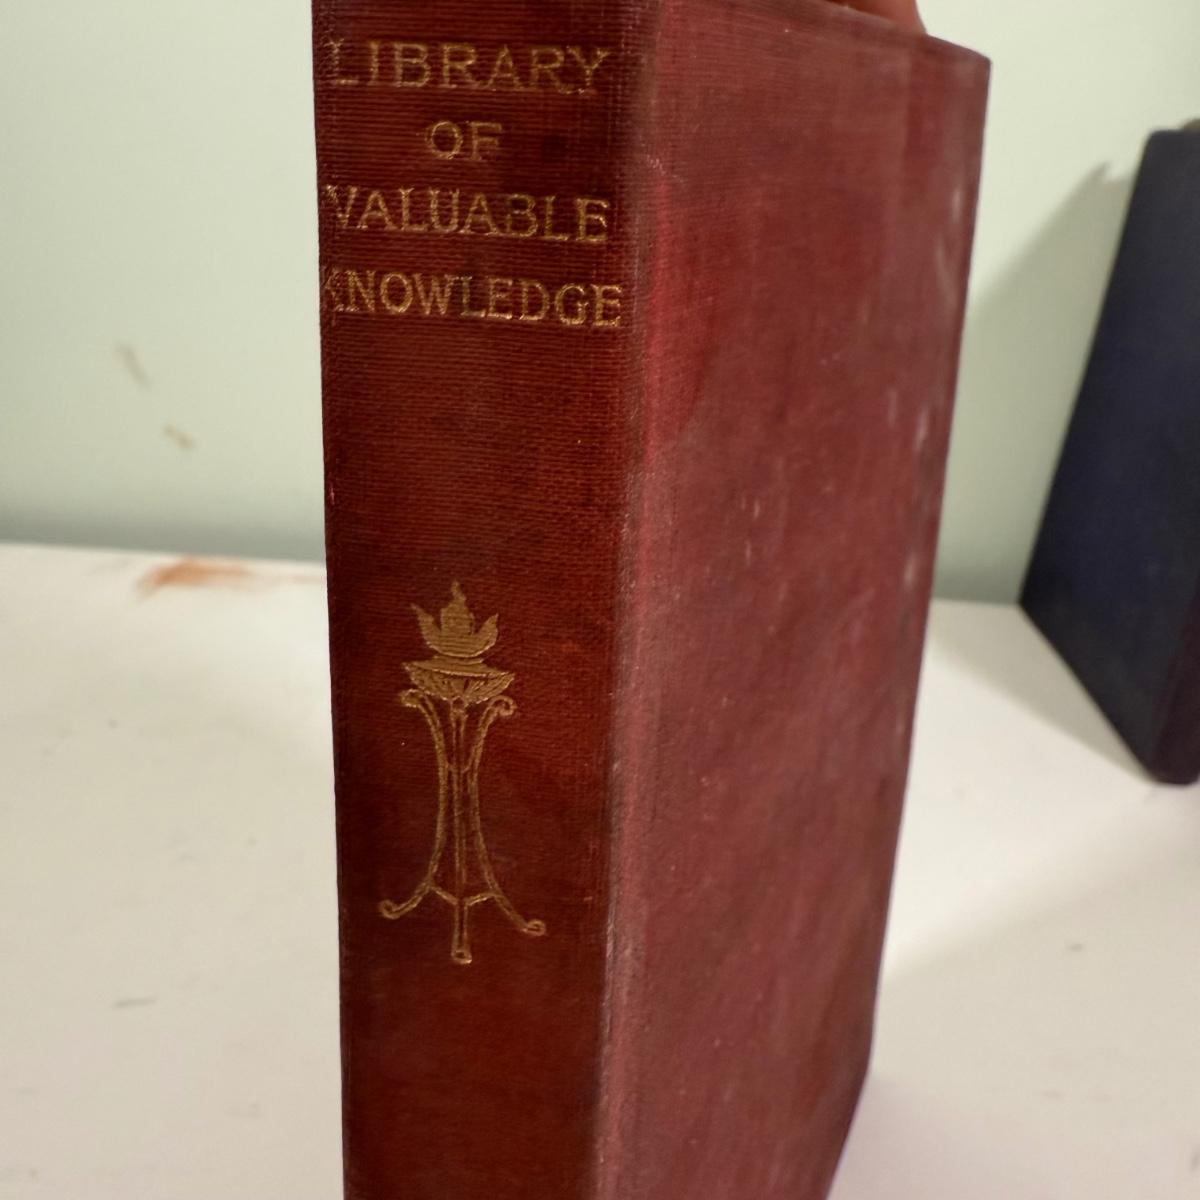 LIBRARY
OF
VALUABLE
KNOWLEDGE